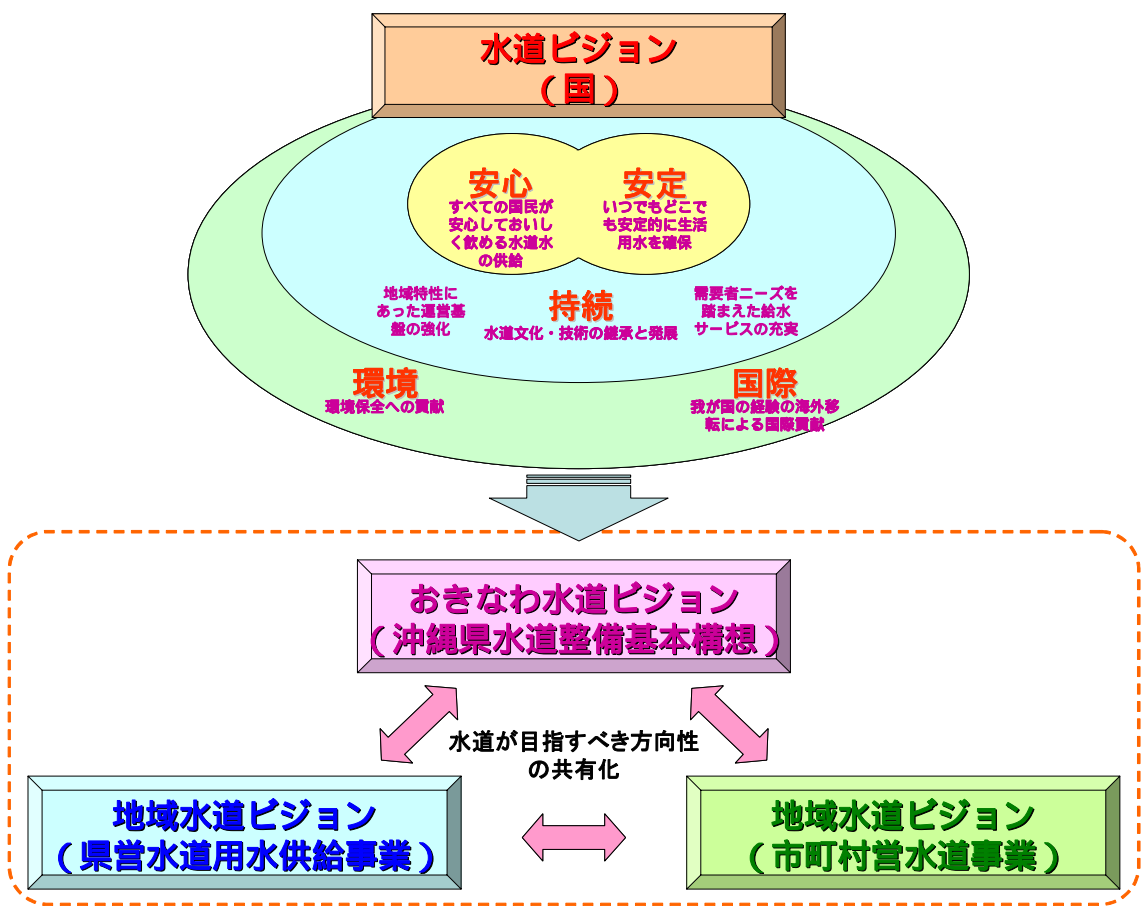 水道ビジョン
（国）
安心
すべての国民が
安心しておいし
く飲める水道水
の供給
安定
いつでもどこで
も安定的に生活
用水を確保
地域特性に
あった運営基
盤の強化
持続
水道文化・技術の継承と発展
需要者ニーズを
踏まえた給水
サービスの充実
環境
環境保全への貢献
国際
我が国の経験の海外移
転による国際貢献
おきなわ水道ビジョン
（沖縄県水道整備基本構想）
水道が目指すべき方向性
の共有化
地域水道ビジョン
（県営水道用水供給事業）
地域水道ビジョン
（市町村営水道事業）